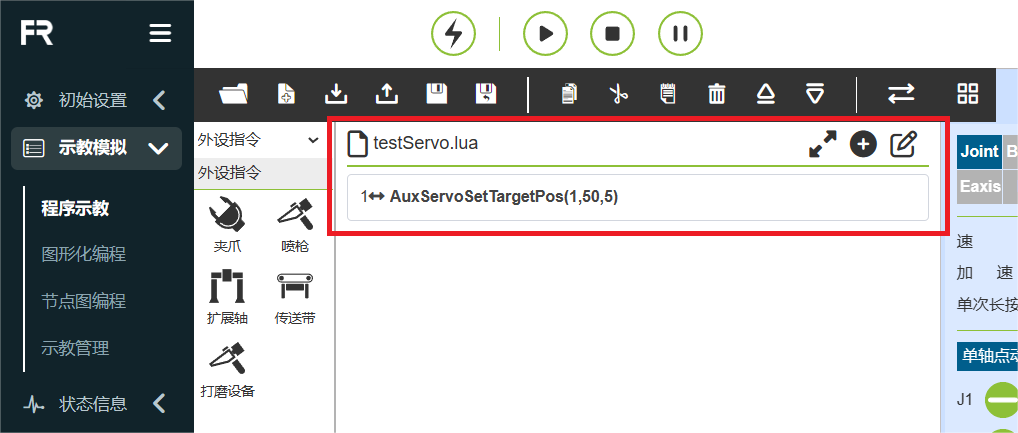 FR
初始设置
示教模拟
程序示教
图形化编程
节点图编程
示教管理
状态信息
外设指令
外设指令
夹爪
喷枪
扩展轴
传送带
打磨设备
testServo.lua
1 AuxServoSetTargetPos(1,50,5)
Joint
B
Eaxis
速
加 速
单次长按
单轴点动
J1